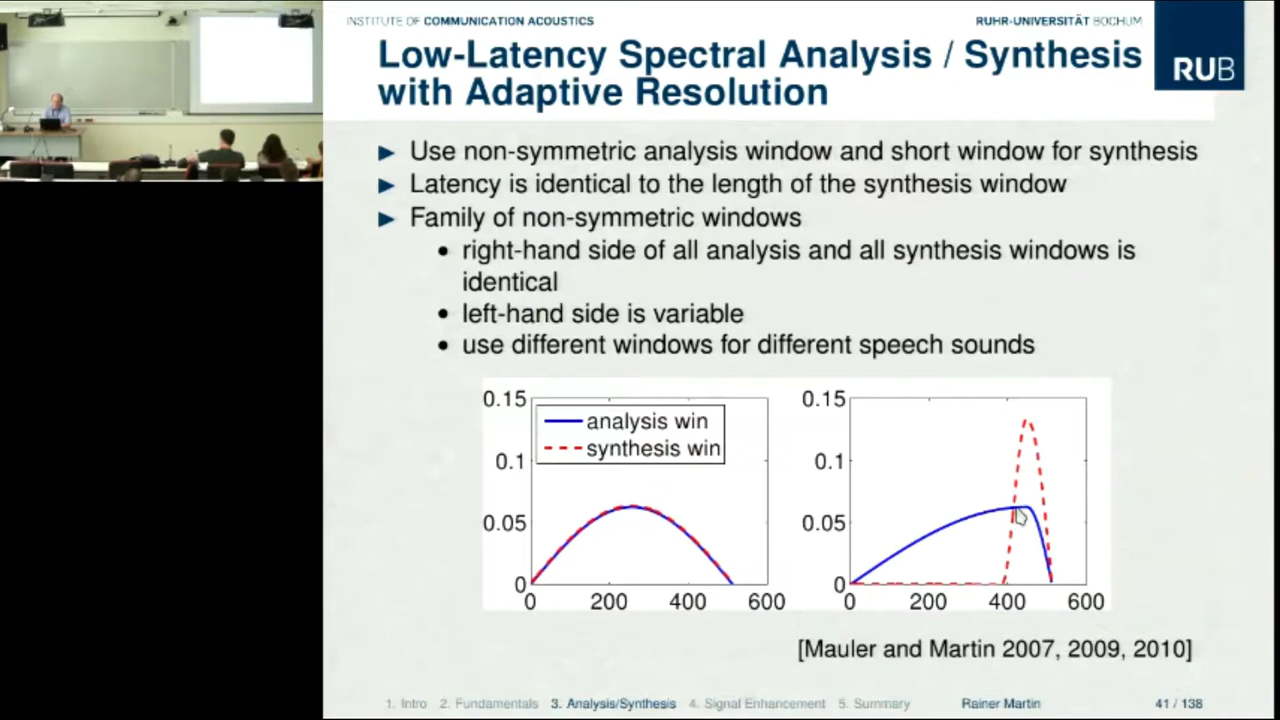 INSTITUTE OF COMMUNICATION ACOUSTICS
RUHR-UNIVERSITÄT BOCHUM
RUB
Low-Latency Spectral Analysis / Synthesis
with Adaptive Resolution
Use non-symmetric analysis window and short window for synthesis
Latency is identical to the length of the synthesis window
Family of non-symmetric windows
right-hand side of all analysis and all synthesis windows is
identical
left-hand side is variable
use different windows for different speech sounds
0.15
0.1
0.05
0
analysis win
synthesis win
0 200 400 600
0.15
0.1
0.05
0
0 200 400 600
[Mauler and Martin 2007, 2009, 2010]
1. Intro 2. Fundamentals 3. Analysis/Synthesis 4. Signal Enhancement 5. Summary Rainer Martin 41 / 138